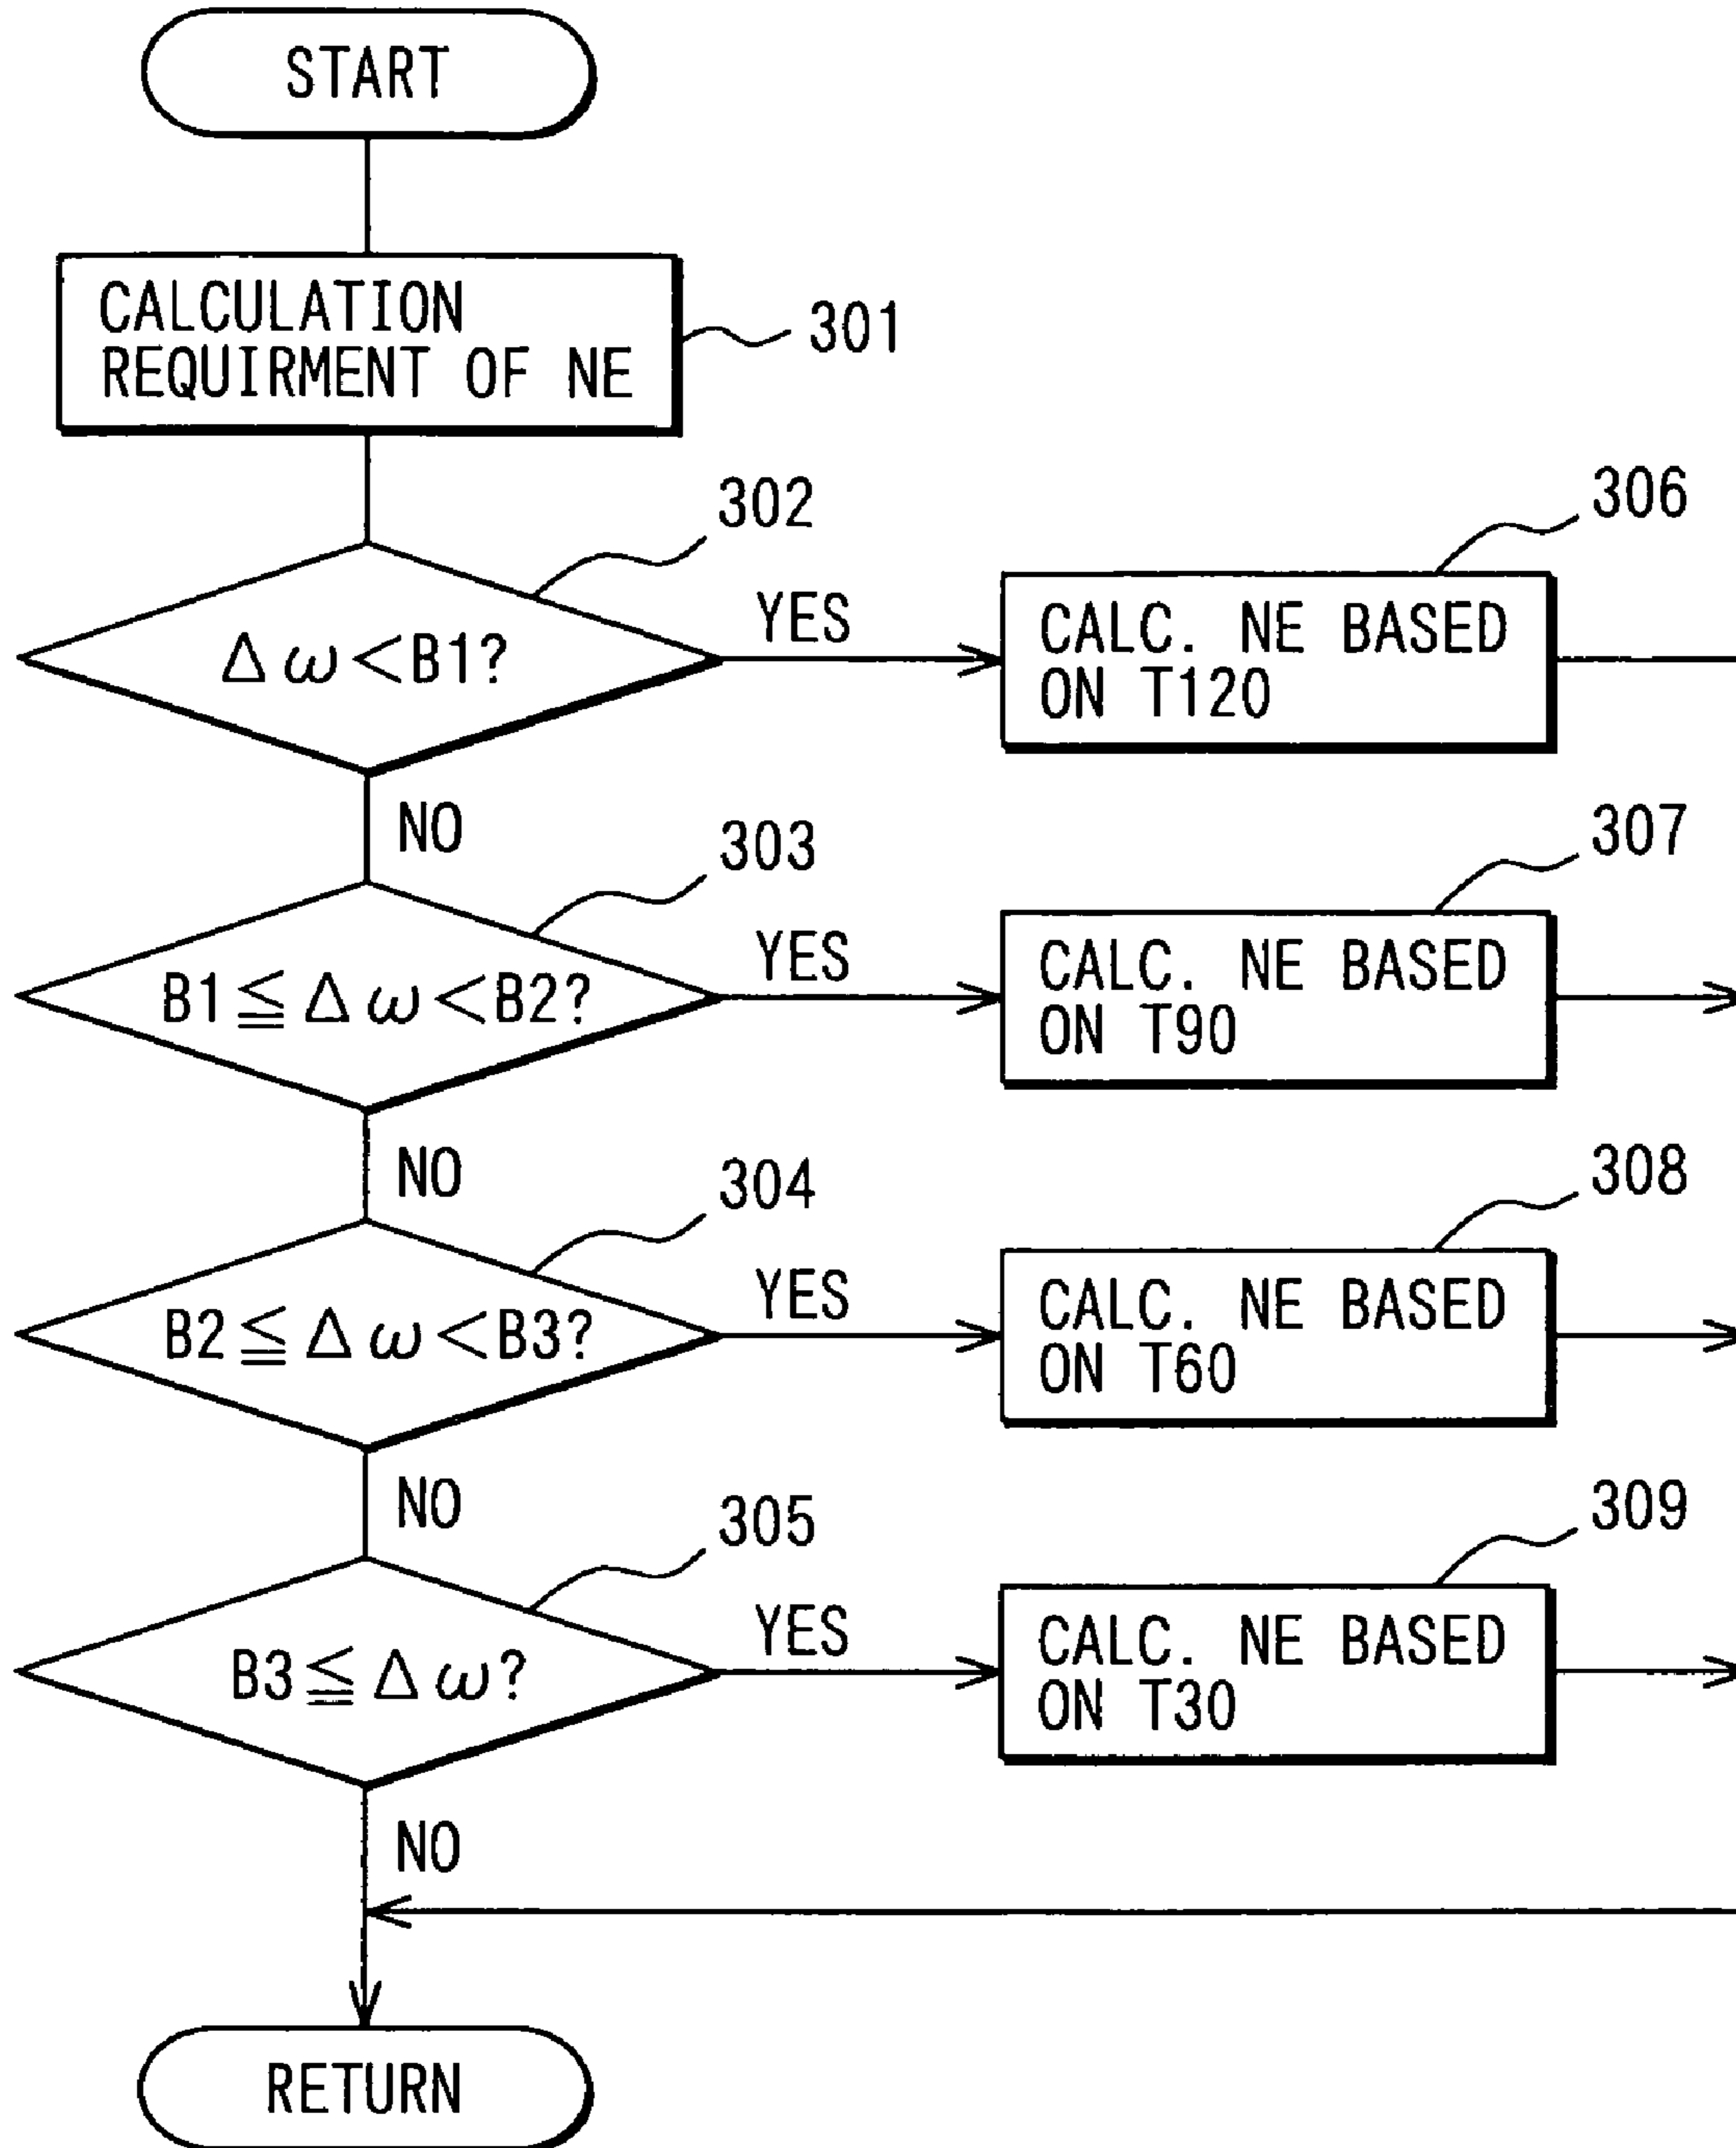 START
CALCULATION
REQUIRMENT OF NE
301
302
Δω<B1?
YES
306
CALC. NE BASED
ON T120
NO
303
B1≦Δω<B2?
YES
307
CALC. NE BASED
ON T90
NO
304
B2≦Δω<B3?
YES
308
CALC. NE BASED
ON T60
NO
305
B3≦Δω?
YES
309
CALC. NE BASED
ON T30
NO
RETURN